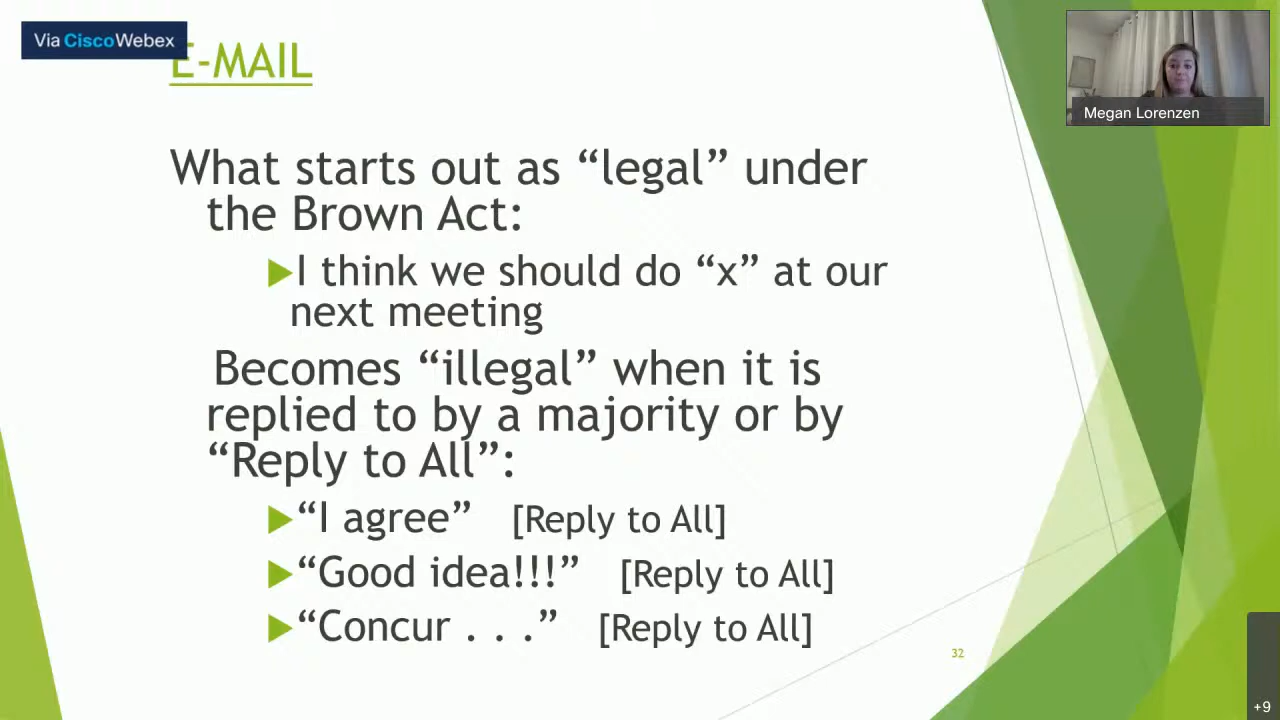 Via CiscoWebex
E-MAIL
Megan Lorenzen
What starts out as “legal” under
the Brown Act:
I think we should do “x” at our
next meeting
Becomes “illegal” when it is
replied to by a majority or by
“Reply to All”:
“I agree” [Reply to All]
“Good idea!!!” [Reply to All]
“Concur . . .” [Reply to All]
32
+9